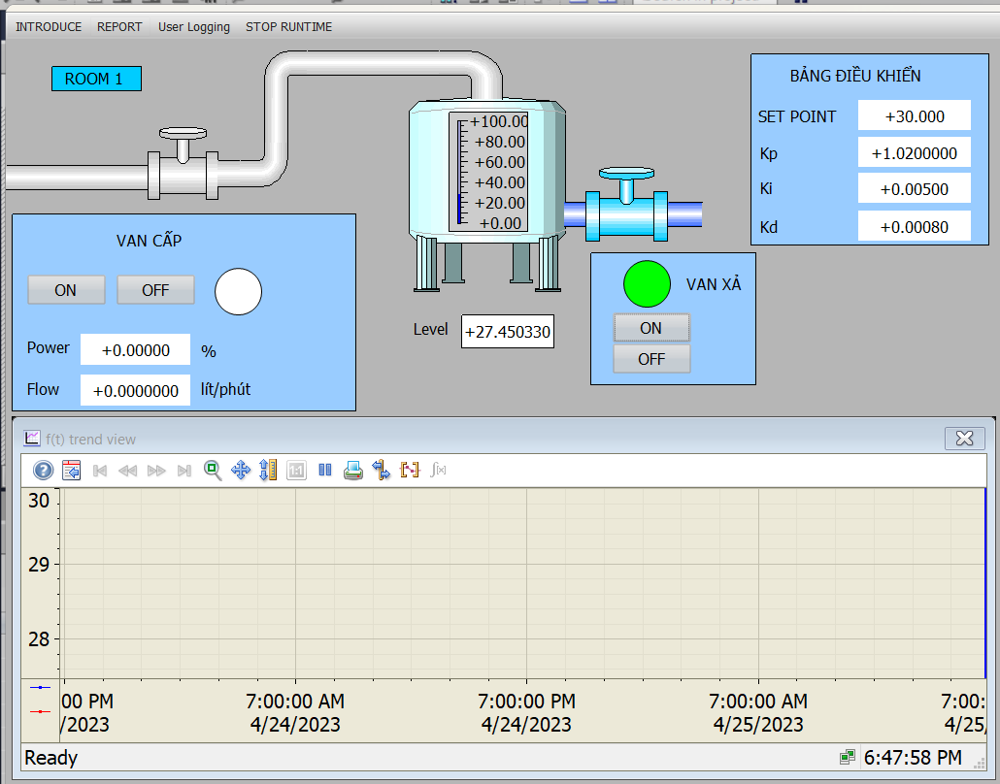 INTRODUCE REPORT User Logging STOP RUNTIME
ROOM 1
+100.00
+80.00
+60.00
+40.00
+20.00
+0.00
BẢNG ĐIỀU KHIỂN
SET POINT +30.000
Kp +1.0200000
Ki +0.00500
Kd +0.00080
VAN CẤP
ON OFF
Power +0.00000 %
Flow +0.0000000 lít/phút
Level +27.450330
VAN XẢ
ON
OFF
f(t) trend view
1:1
f(x)
30
29
28
00 PM 7:00:00 AM 7:00:00 PM 7:00:00 AM 7:00:
/2023 4/24/2023 4/24/2023 4/25/2023 4/25/
Ready 6:47:58 PM